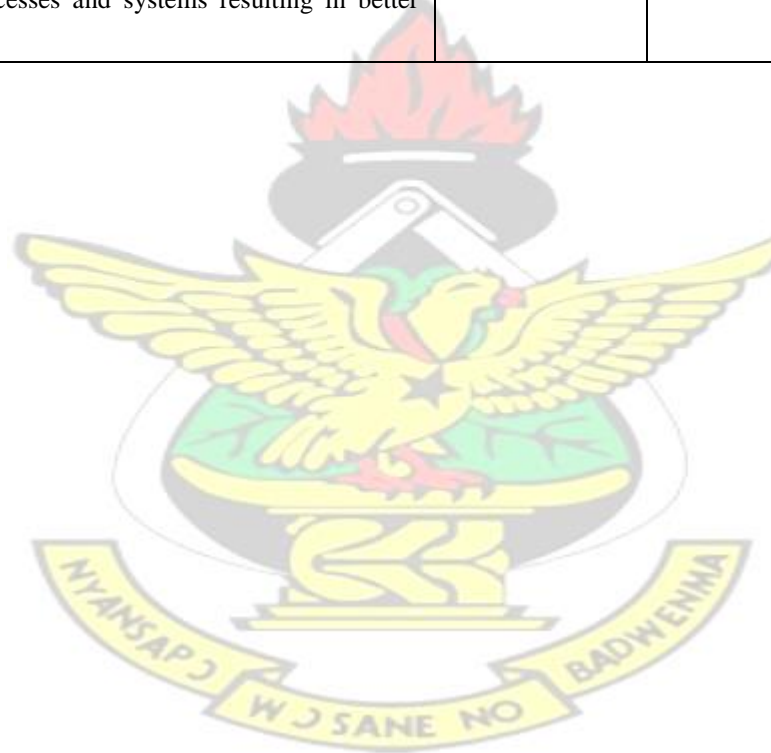 cesses and systems resulting in better
NYANSAPƆ
WƆSANE NO
BADWENMA